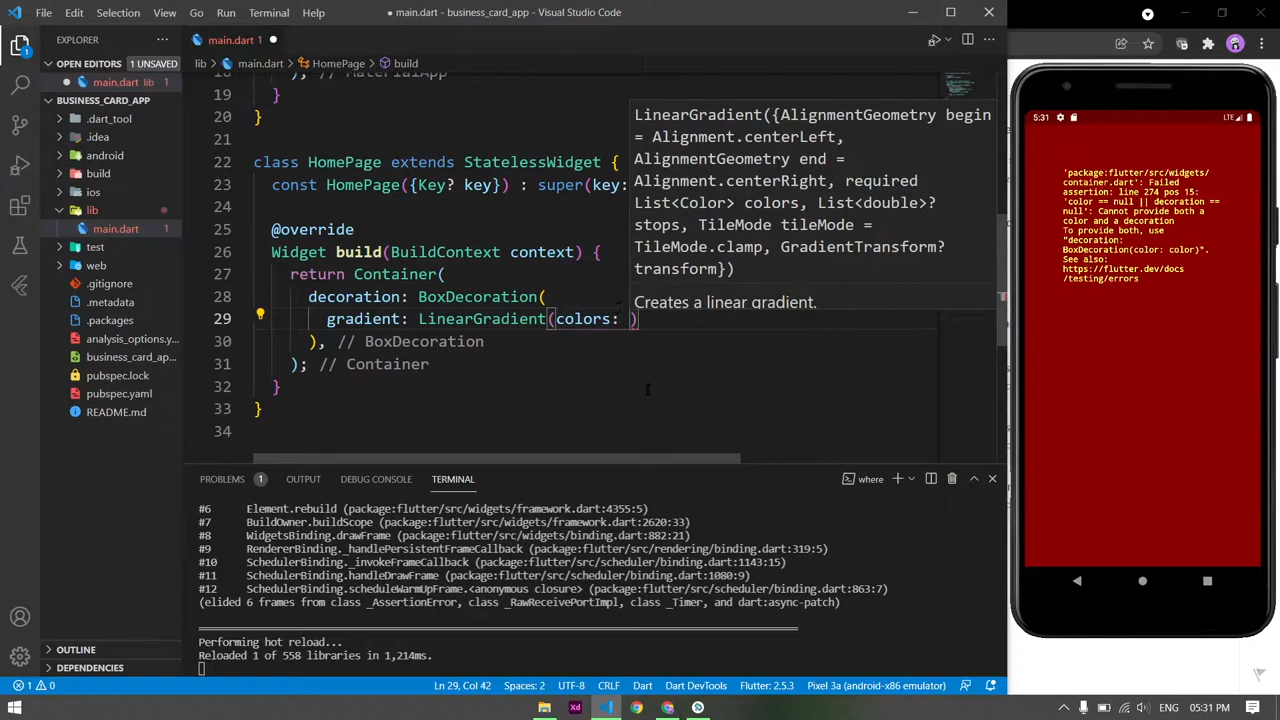 File Edit Selection View Go Run Terminal Help ● main.dart - business_card_app - Visual Studio Code
EXPLORER
OPEN EDITORS 1 UNSAVED
● main.dart lib 1
BUSINESS_CARD_APP
.dart_tool
.idea
android
build
ios
lib
main.dart 1
test
web
.gitignore
.metadata
.packages
analysis_options.y...
business_card_ap...
pubspec.lock
pubspec.yaml
README.md
OUTLINE
DEPENDENCIES
main.dart 1 ●
lib > main.dart > HomePage > build
18 ); // MaterialApp
19 }
20 }
21
22 class HomePage extends StatelessWidget {
23 const HomePage({Key? key}) : super(key:
24
25 @override
26 Widget build(BuildContext context) {
27 return Container(
28 decoration: BoxDecoration(
29 gradient: LinearGradient(colors: )
30 ), // BoxDecoration
31 ); // Container
32 }
33 }
34
LinearGradient({AlignmentGeometry begin
= Alignment.centerLeft,
AlignmentGeometry end =
Alignment.centerRight, required
List<Color> colors, List<double>?
stops, TileMode tileMode =
TileMode.clamp, GradientTransform?
transform})
Creates a linear gradient.
PROBLEMS 1 OUTPUT DEBUG CONSOLE TERMINAL where
#6 Element.rebuild (package:flutter/src/widgets/framework.dart:4355:5)
#7 BuildOwner.buildScope (package:flutter/src/widgets/framework.dart:2620:33)
#8 WidgetsBinding.drawFrame (package:flutter/src/widgets/binding.dart:882:21)
#9 RendererBinding._handlePersistentFrameCallback (package:flutter/src/rendering/binding.dart:319:5)
#10 SchedulerBinding._invokeFrameCallback (package:flutter/src/scheduler/binding.dart:1143:15)
#11 SchedulerBinding.handleDrawFrame (package:flutter/src/scheduler/binding.dart:1080:9)
#12 SchedulerBinding.scheduleWarmUpFrame.<anonymous closure> (package:flutter/src/scheduler/binding.dart:863:7)
(elided 6 frames from class _AssertionError, class _RawReceivePortImpl, class _Timer, and dart:async-patch)
Performing hot reload...
Reloaded 1 of 558 libraries in 1,214ms.
1 0 Ln 29, Col 42 Spaces: 2 UTF-8 CRLF Dart Dart DevTools Flutter: 2.5.3 Pixel 3a (android-x86 emulator)
5:31 LTE
'package:flutter/src/widgets/
container.dart': Failed
assertion: line 274 pos 15:
'color == null || decoration ==
null': Cannot provide both a
color and a decoration
To provide both, use
"decoration:
BoxDecoration(color: color)".
See also:
https://flutter.dev/docs
/testing/errors
Xd ENG 05:31 PM